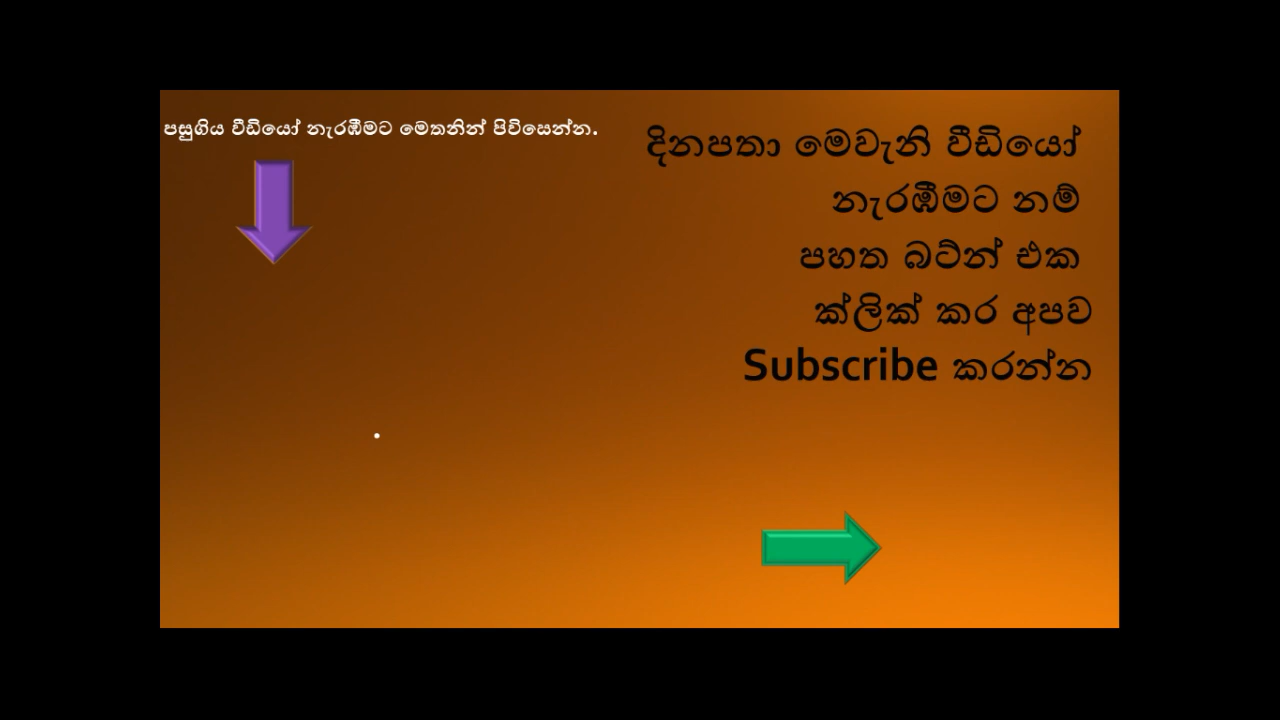 පසුගිය වීඩියෝ නැරඹීමට මෙතනින් පිවිසෙන්න.
දිනපතා මෙවැනි වීඩියෝ
නැරඹීමට නම්
පහත බටන් එක
ක්ලික් කර අපව
Subscribe කරන්න